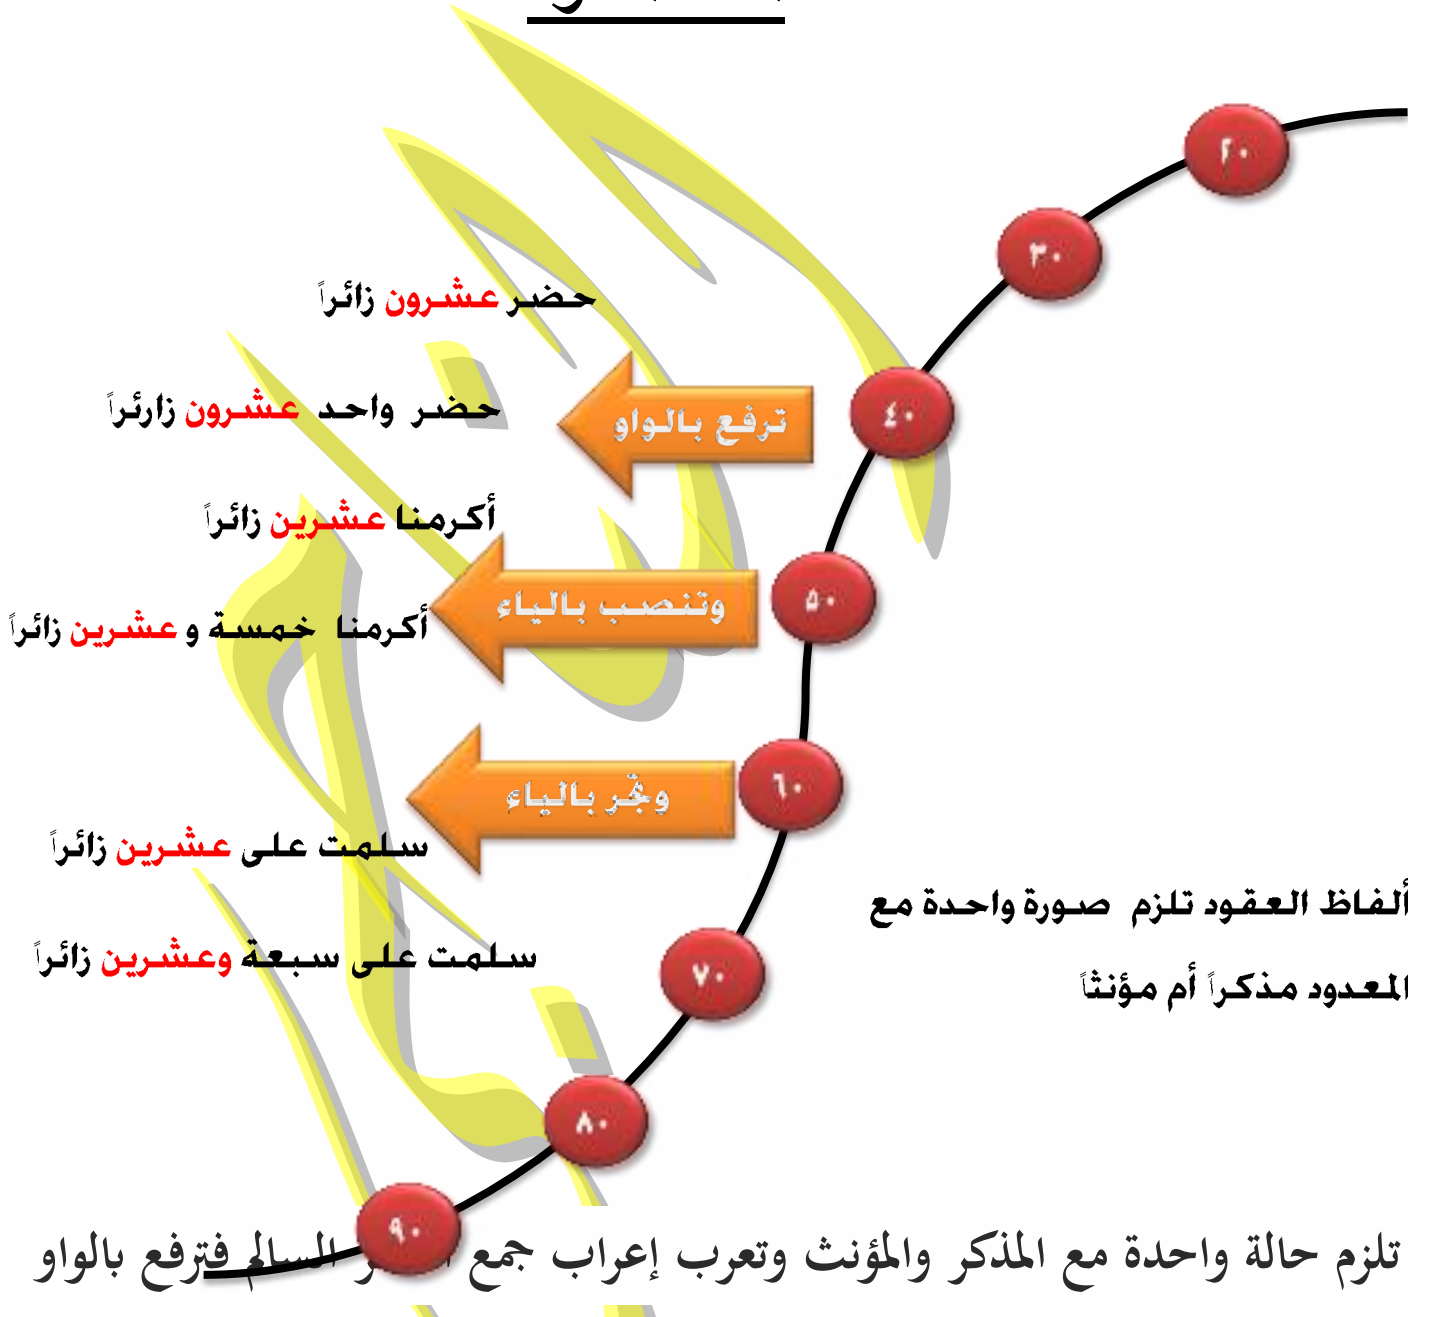 ٢٠
٣٠
حضر عشرون زائراً
٤٠
ترفع بالواو
حضر واحد عشرون زارئراً
أكرمنا عشرين زائراً
٥٠
وتنصب بالياء
أكرمنا خمسة و عشرين زائراً
٦٠
وتجّر بالياء
سلمت على عشرين زائراً
ألفاظ العقود تلزم صورة واحدة مع
المعدود مذكراً أم مؤنثاً
٧٠
سلمت على سبعة وعشرين زائراً
٨٠
٩٠
تلزم حالة واحدة مع المذكر والمؤنث وتعرب إعراب جمع السالم فترفع بالواو